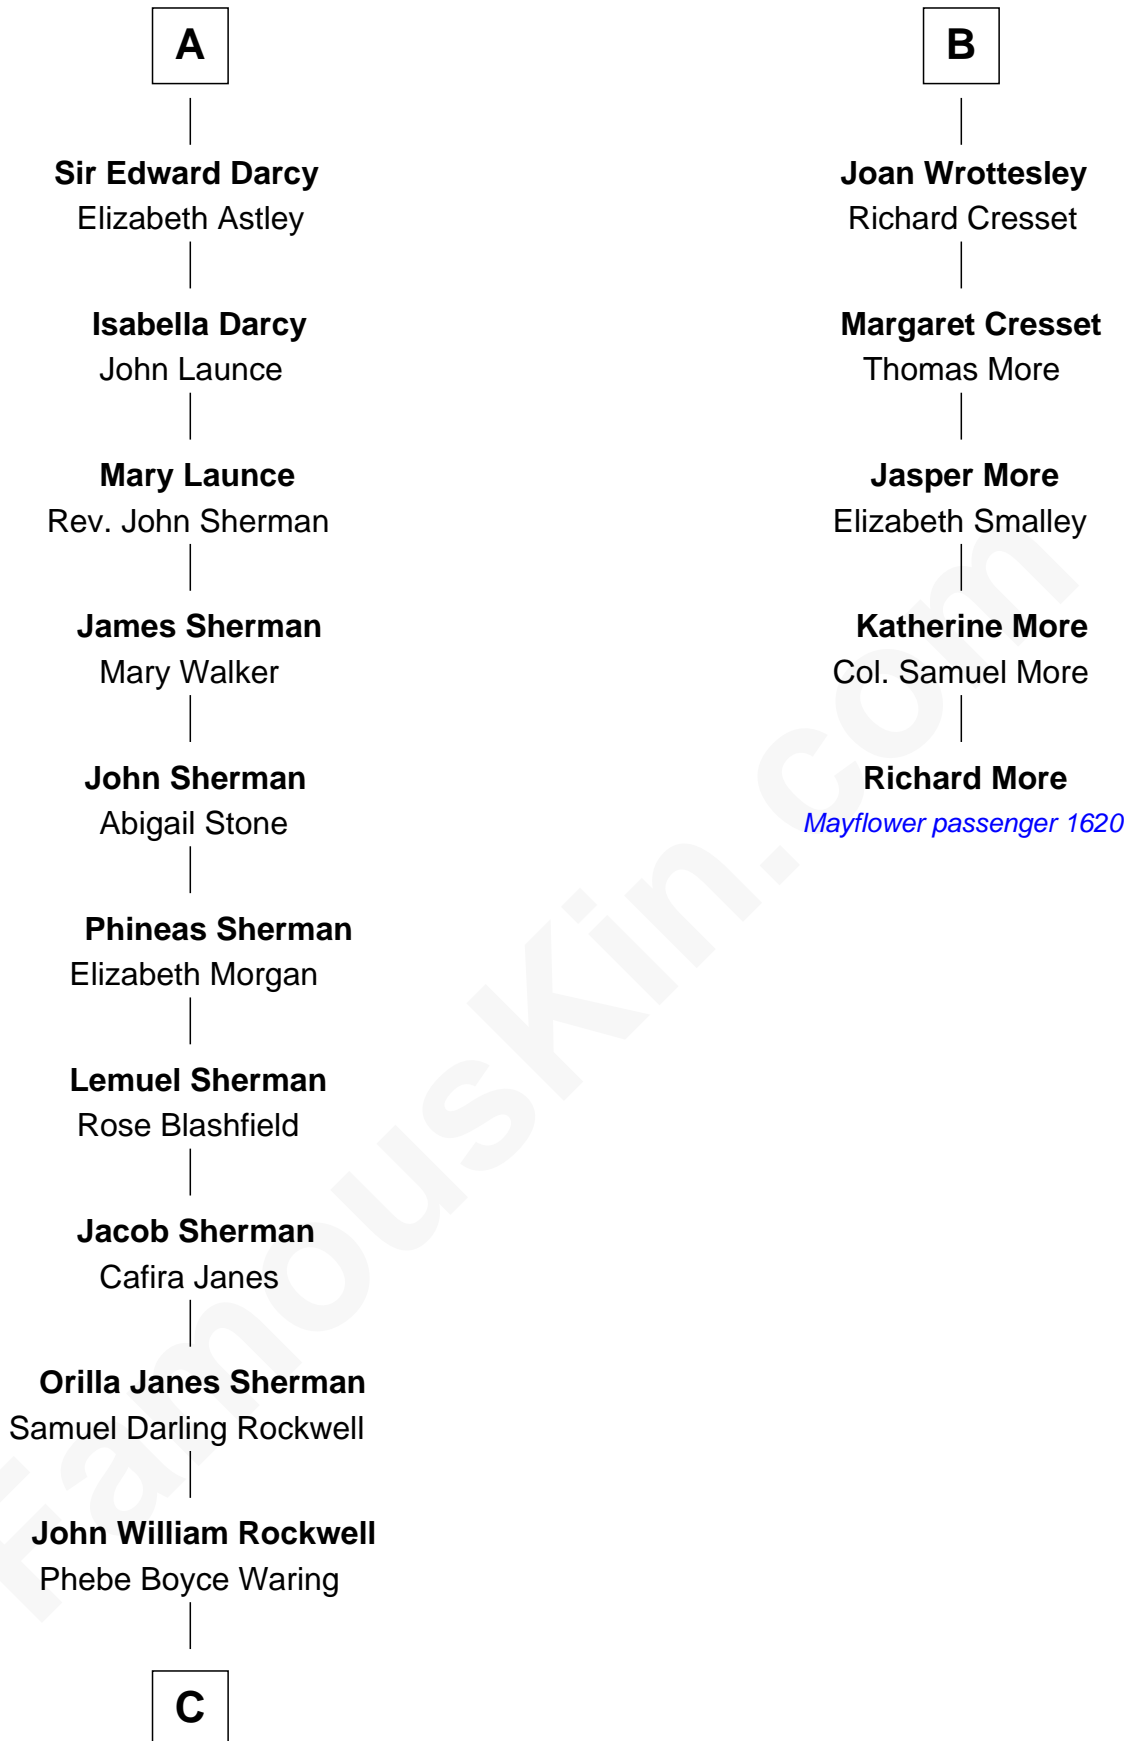 A
Sir Edward Darcy
Elizabeth Astley
Isabella Darcy
John Launce
Mary Launce
Rev. John Sherman
James Sherman
Mary Walker
John Sherman
Abigail Stone
Phineas Sherman
Elizabeth Morgan
Lemuel Sherman
Rose Blashfield
Jacob Sherman
Cafira Janes
Orilla Janes Sherman
Samuel Darling Rockwell
John William Rockwell
Phebe Boyce Waring
C
B
Joan Wrottesley
Richard Cresset
Margaret Cresset
Thomas More
Jasper More
Elizabeth Smalley
Katherine More
Col. Samuel More
Richard More
Mayflower passenger 1620
FamousKin.com